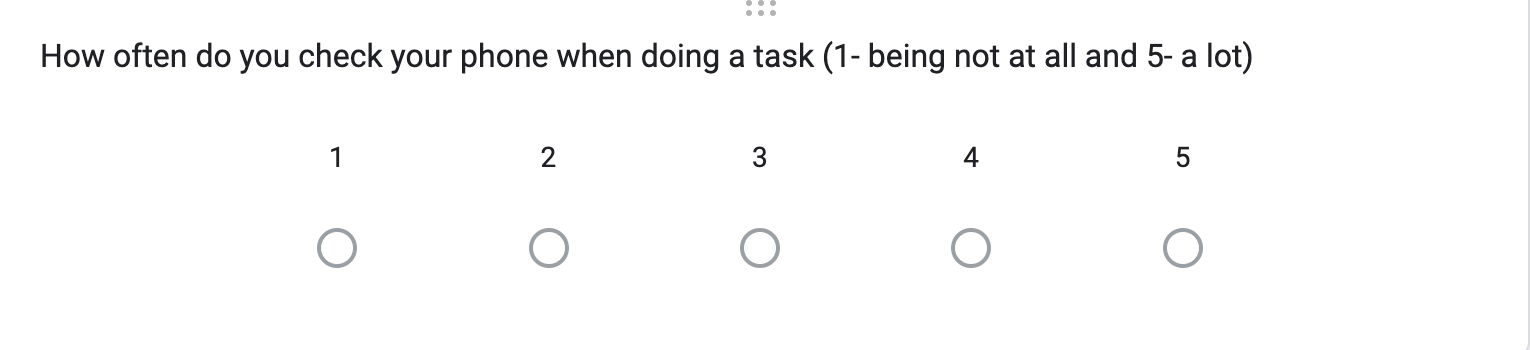 How often do you check your phone when doing a task (1- being not at all and 5- a lot)
1 2 3 4 5